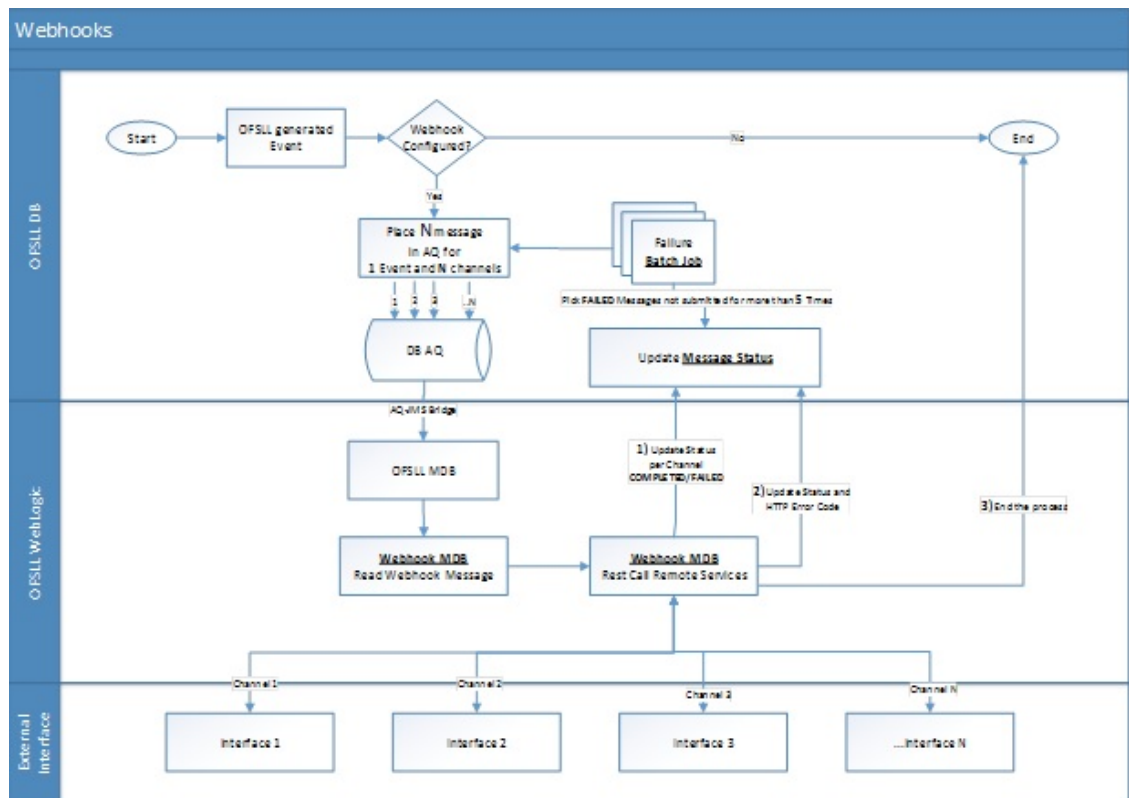 Webhooks
OFSLL DB
Start
OFSLL generated
Event
Webhook
Configured?
No
End
Yes
Place N message
in AQ for
1 Event and N channels
Failure
Batch Job
1
2
3
...N
Pick FAILED Messages not submitted for more than 5 Times
DB AQ
Update Message Status
OFSLL WebLogic
AQ-JMS Bridge
OFSLL MDB
1) Update Status
per Channel
COMPLETED/FAILED
2) Update Status and
HTTP Error Code
3) End the process
Webhook MDB
Read Webhook Message
Webhook MDB
Rest Call Remote Services
External
Interface
Channel 1
Channel 2
Channel 3
Channel N
Interface 1
Interface 2
Interface 3
...Interface N